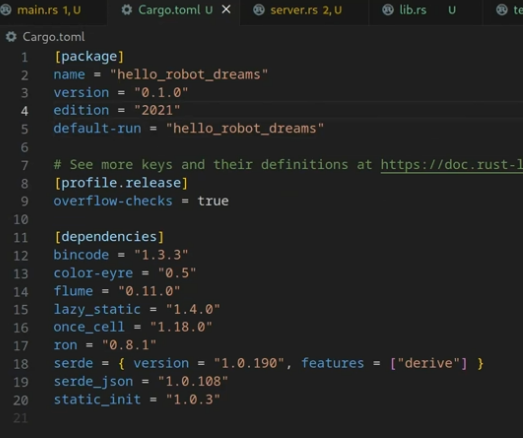 main.rs 1, U Cargo.toml U server.rs 2, U lib.rs U te
Cargo.toml
1 [package]
2 name = "hello_robot_dreams"
3 version = "0.1.0"
4 edition = "2021"
5 default-run = "hello_robot_dreams"
6
7 # See more keys and their definitions at https://doc.rust-l
8 [profile.release]
9 overflow-checks = true
10
11 [dependencies]
12 bincode = "1.3.3"
13 color-eyre = "0.5"
14 flume = "0.11.0"
15 lazy_static = "1.4.0"
16 once_cell = "1.18.0"
17 ron = "0.8.1"
18 serde = { version = "1.0.190", features = ["derive"] }
19 serde_json = "1.0.108"
20 static_init = "1.0.3"
21